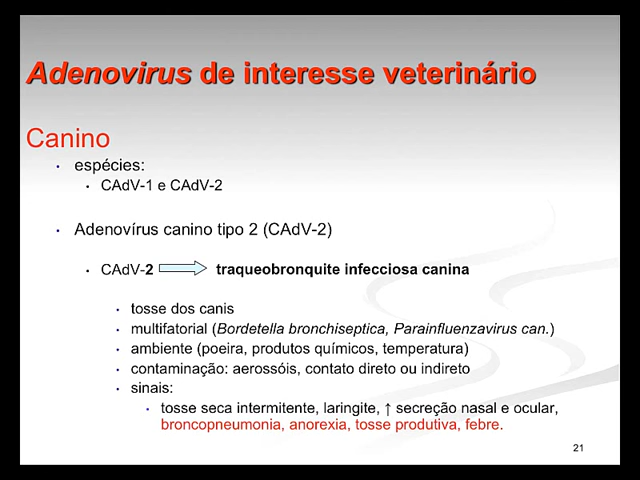 Adenovirus de interesse veterinário
Canino
• espécies:
• CAdV-1 e CAdV-2
• Adenovírus canino tipo 2 (CAdV-2)
• CAdV-2 traqueobronquite infecciosa canina
• tosse dos canis
• multifatorial (Bordetella bronchiseptica, Parainfluenzavirus can.)
• ambiente (poeira, produtos químicos, temperatura)
• contaminação: aerossóis, contato direto ou indireto
• sinais:
• tosse seca intermitente, laringite, ↑ secreção nasal e ocular,
broncopneumonia, anorexia, tosse produtiva, febre.
21